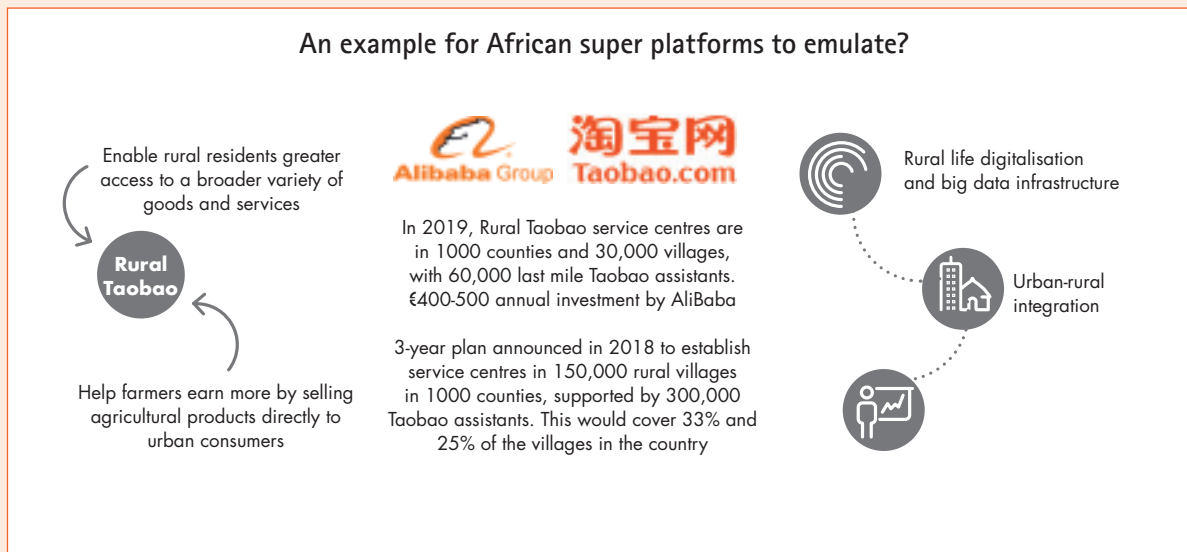 An example for African super platforms to emulate?
Enable rural residents greater
access to a broader variety of
goods and services
Rural
Taobao
Help farmers earn more by selling
agricultural products directly to
urban consumers
Alibaba Group
淘宝网
Taobao.com
In 2019, Rural Taobao service centres are
in 1000 counties and 30,000 villages,
with 60,000 last mile Taobao assistants.
€400-500 annual investment by AliBaba
3-year plan announced in 2018 to establish
service centres in 150,000 rural villages
in 1000 counties, supported by 300,000
Taobao assistants. This would cover 33% and
25% of the villages in the country
Rural life digitalisation
and big data infrastructure
Urban-rural
integration